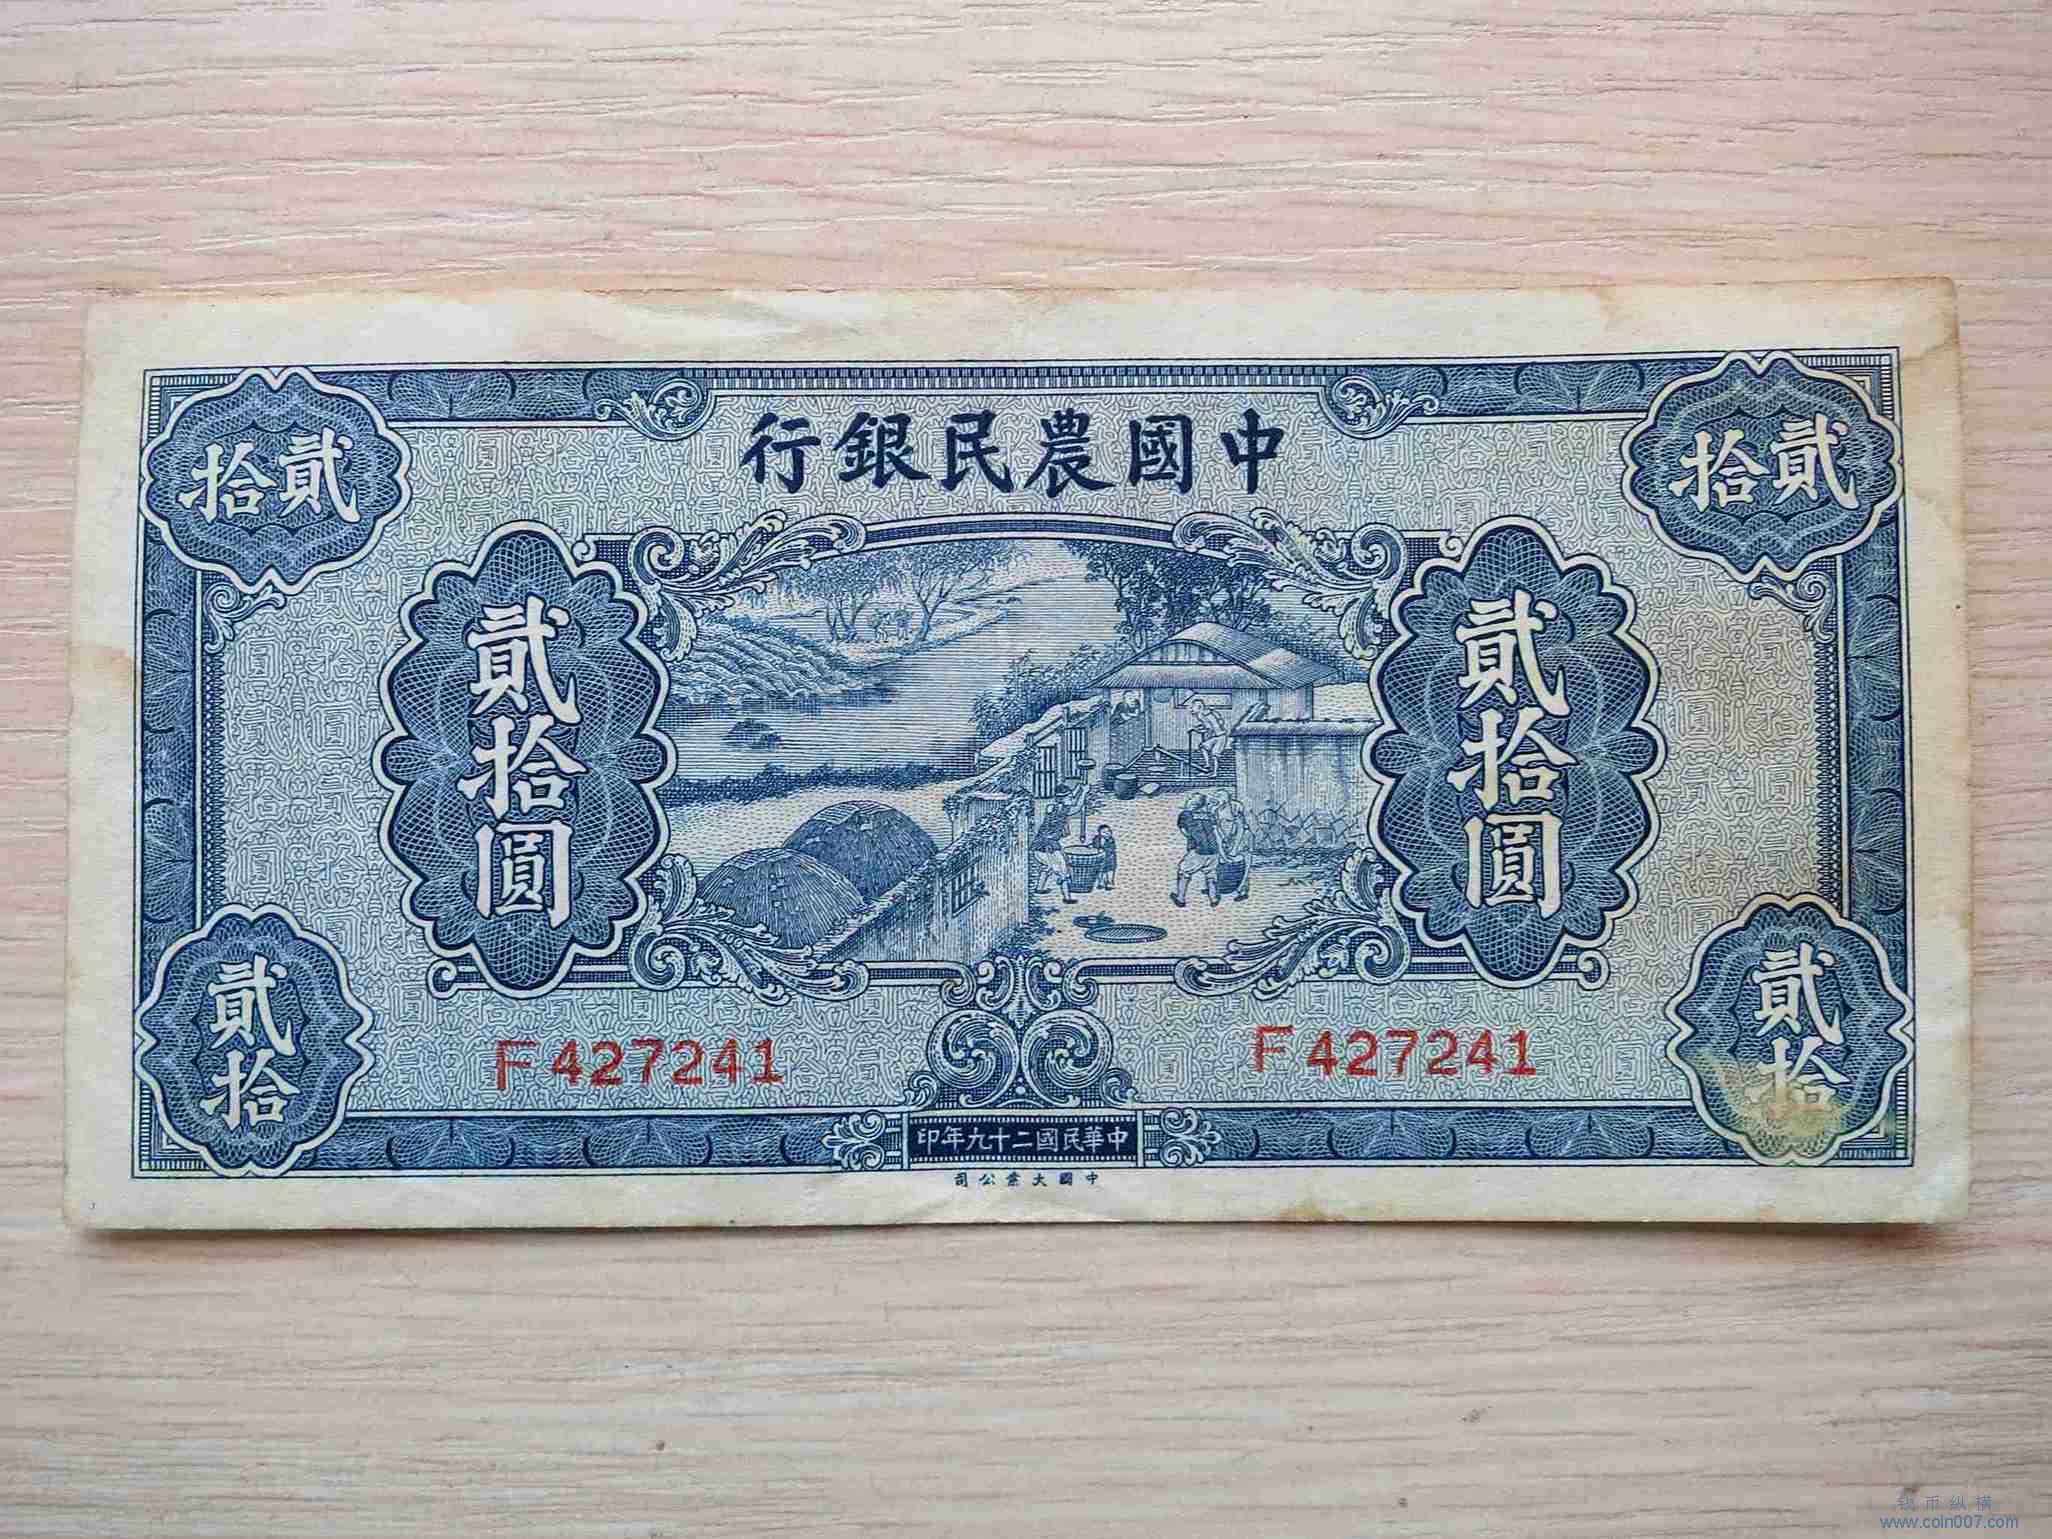 中國農民銀行
貳拾
貳拾
貳拾圓
貳拾圓
貳拾
貳拾
F427241
F427241
中華民國二十九年印
中國大業公司
钱币纵横
www.coin007.com